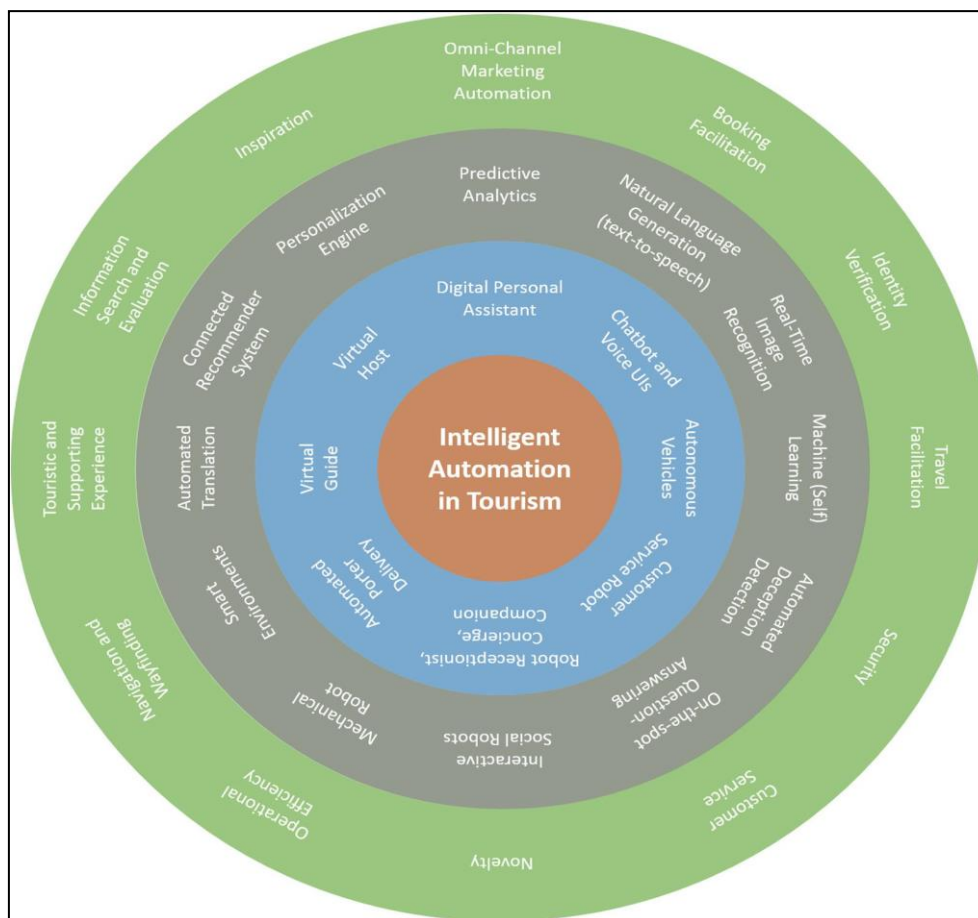 Omni-Channel
Marketing
Automation
Booking
Facilitation
Identity
Verification
Travel
Facilitation
Security
Customer
Service
Novelty
Operational
Efficiency
Navigation and
Wayfinding
Touristic and
Supporting
Experience
Information
Search and
Evaluation
Inspiration
Predictive
Analytics
Natural Language
Generation
(text-to-speech)
Real-Time
Image
Recognition
Machine (Self)
Learning
Automated
Deception
Detection
On-the-spot
Question-
Answering
Interactive
Social Robots
Mechanical
Robot
Smart
Environments
Automated
Translation
Connected
Recommender
System
Personalization
Engine
Digital Personal
Assistant
Chatbot and
Voice UIs
Autonomous
Vehicles
Customer
Service Robot
Robot Receptionist,
Concierge,
Companion
Automated
Porter
Delivery
Virtual
Guide
Virtual
Host
Intelligent
Automation
in Tourism